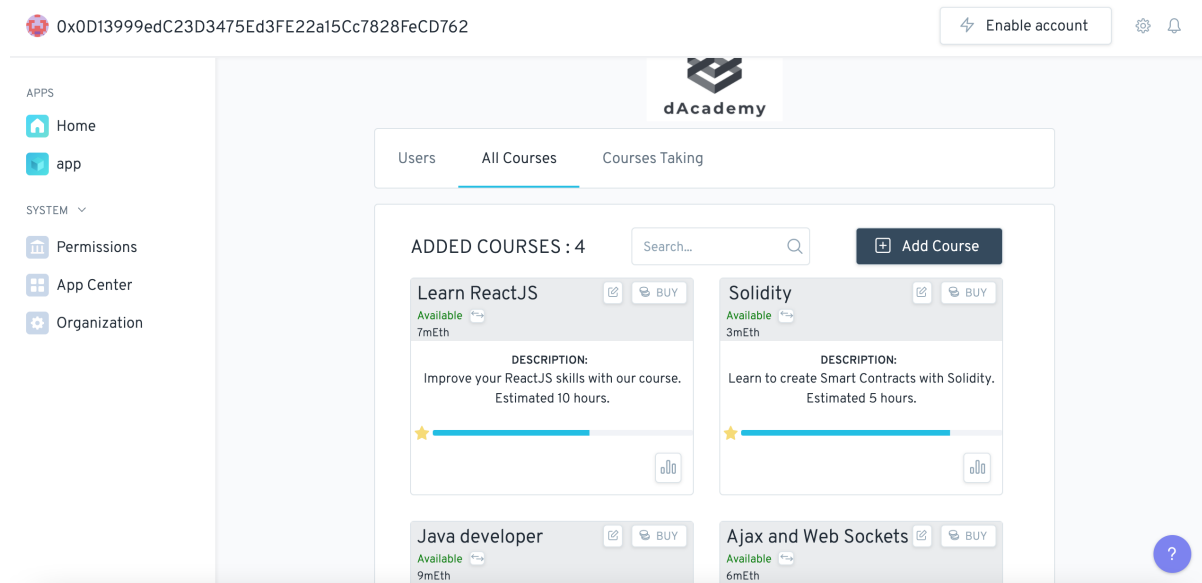 0x0D13999edC23D3475Ed3FE22a15Cc7828FeCD762
Enable account
APPS
Home
app
SYSTEM
Permissions
App Center
Organization
dAcademy
Users
All Courses
Courses Taking
ADDED COURSES : 4
Search...
Add Course
Learn ReactJS
BUY
Available
7mEth
DESCRIPTION:
Improve your ReactJS skills with our course.
Estimated 10 hours.
Solidity
BUY
Available
3mEth
DESCRIPTION:
Learn to create Smart Contracts with Solidity.
Estimated 5 hours.
Java developer
BUY
Available
9mEth
Ajax and Web Sockets
BUY
Available
6mEth
?